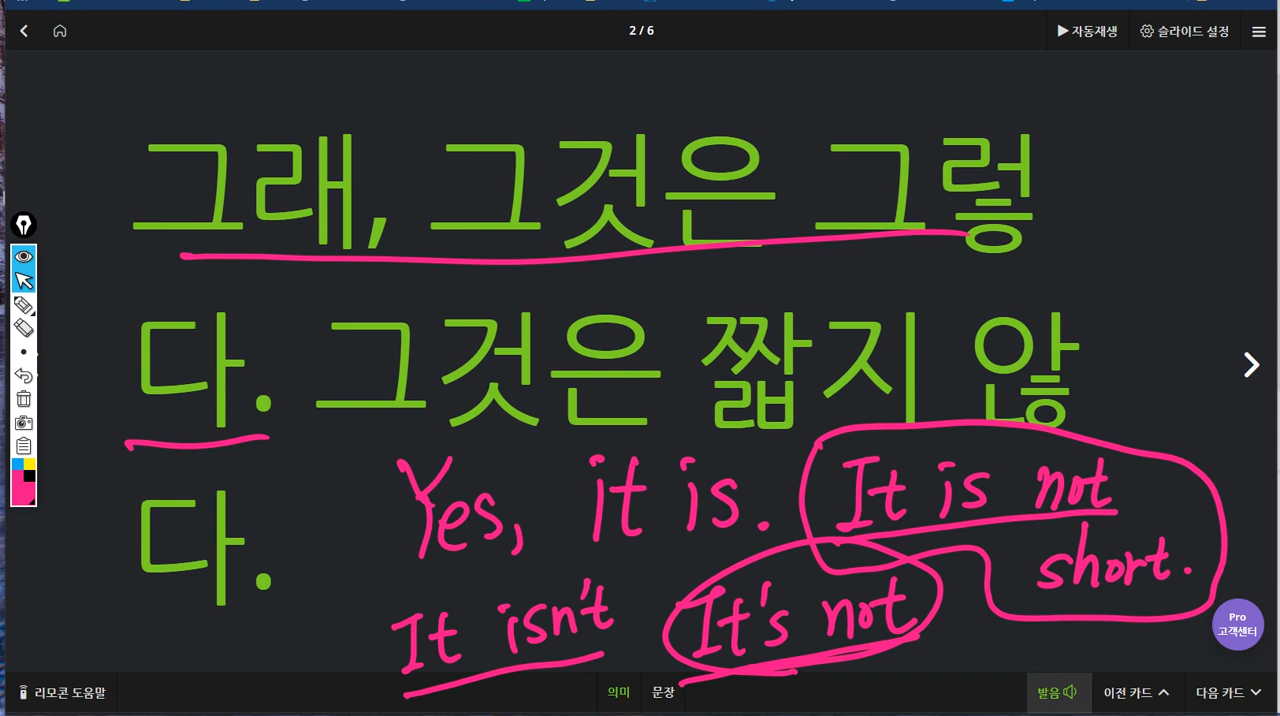 2 / 6
자동재생
슬라이드 설정
그래, 그것은 그렇
다. 그것은 짧지 않
다.
Yes, it is. It is not
short.
It isn't It's not
Pro
고객센터
리모콘 도움말
의미
문장
발음
이전 카드
다음 카드